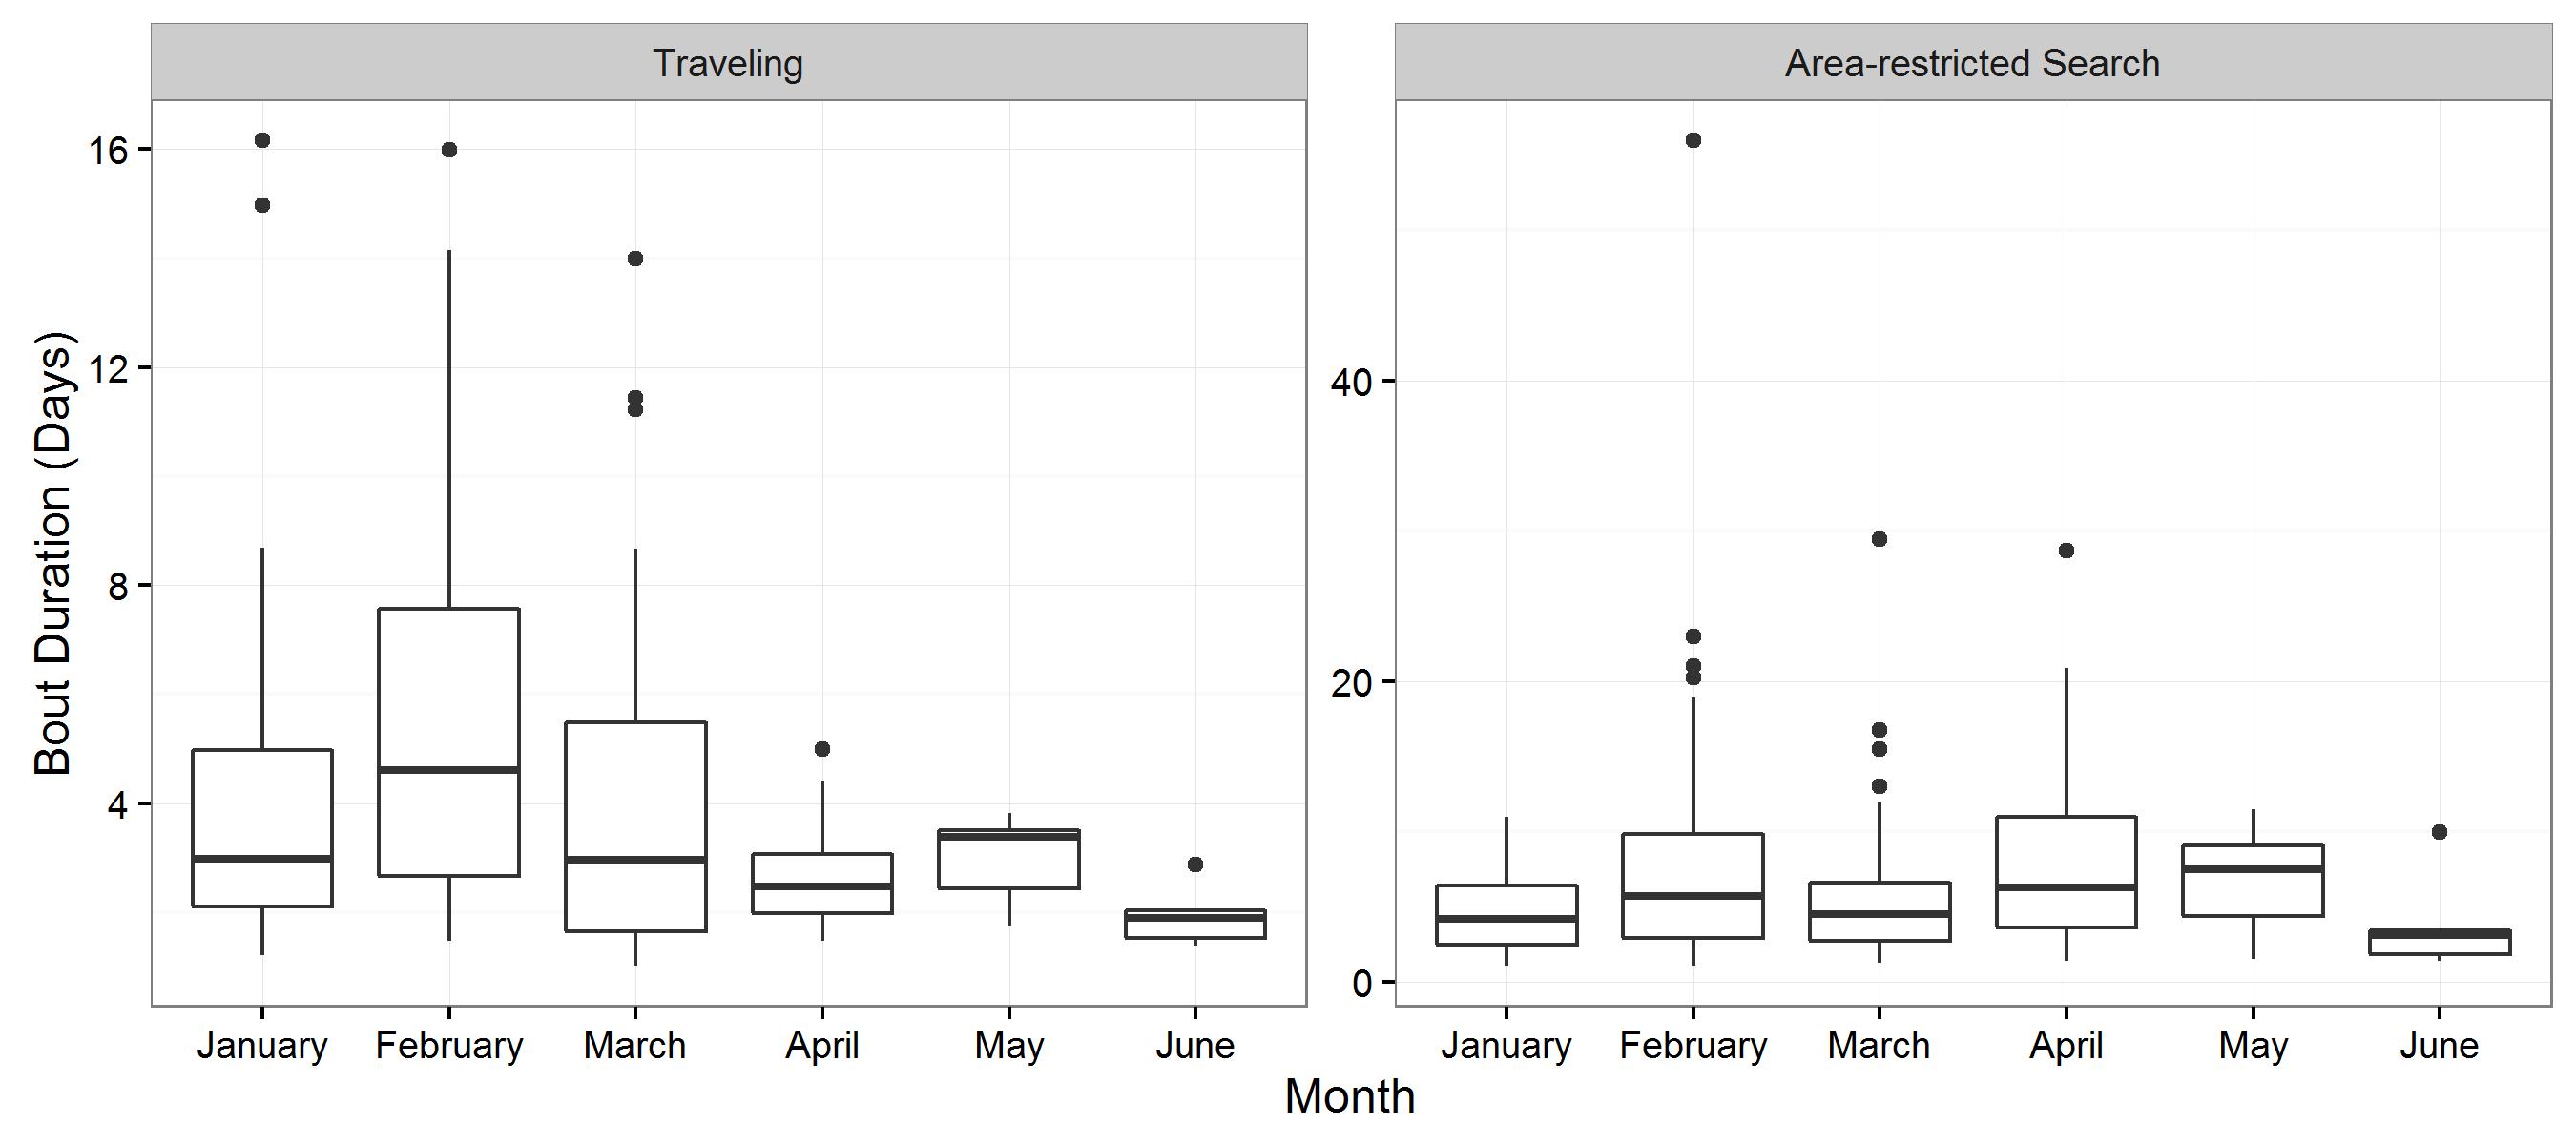 Traveling
Area-restricted Search
Bout Duration (Days)
16
12
8
4
40
20
0
January February March April May June
January February March April May June
Month